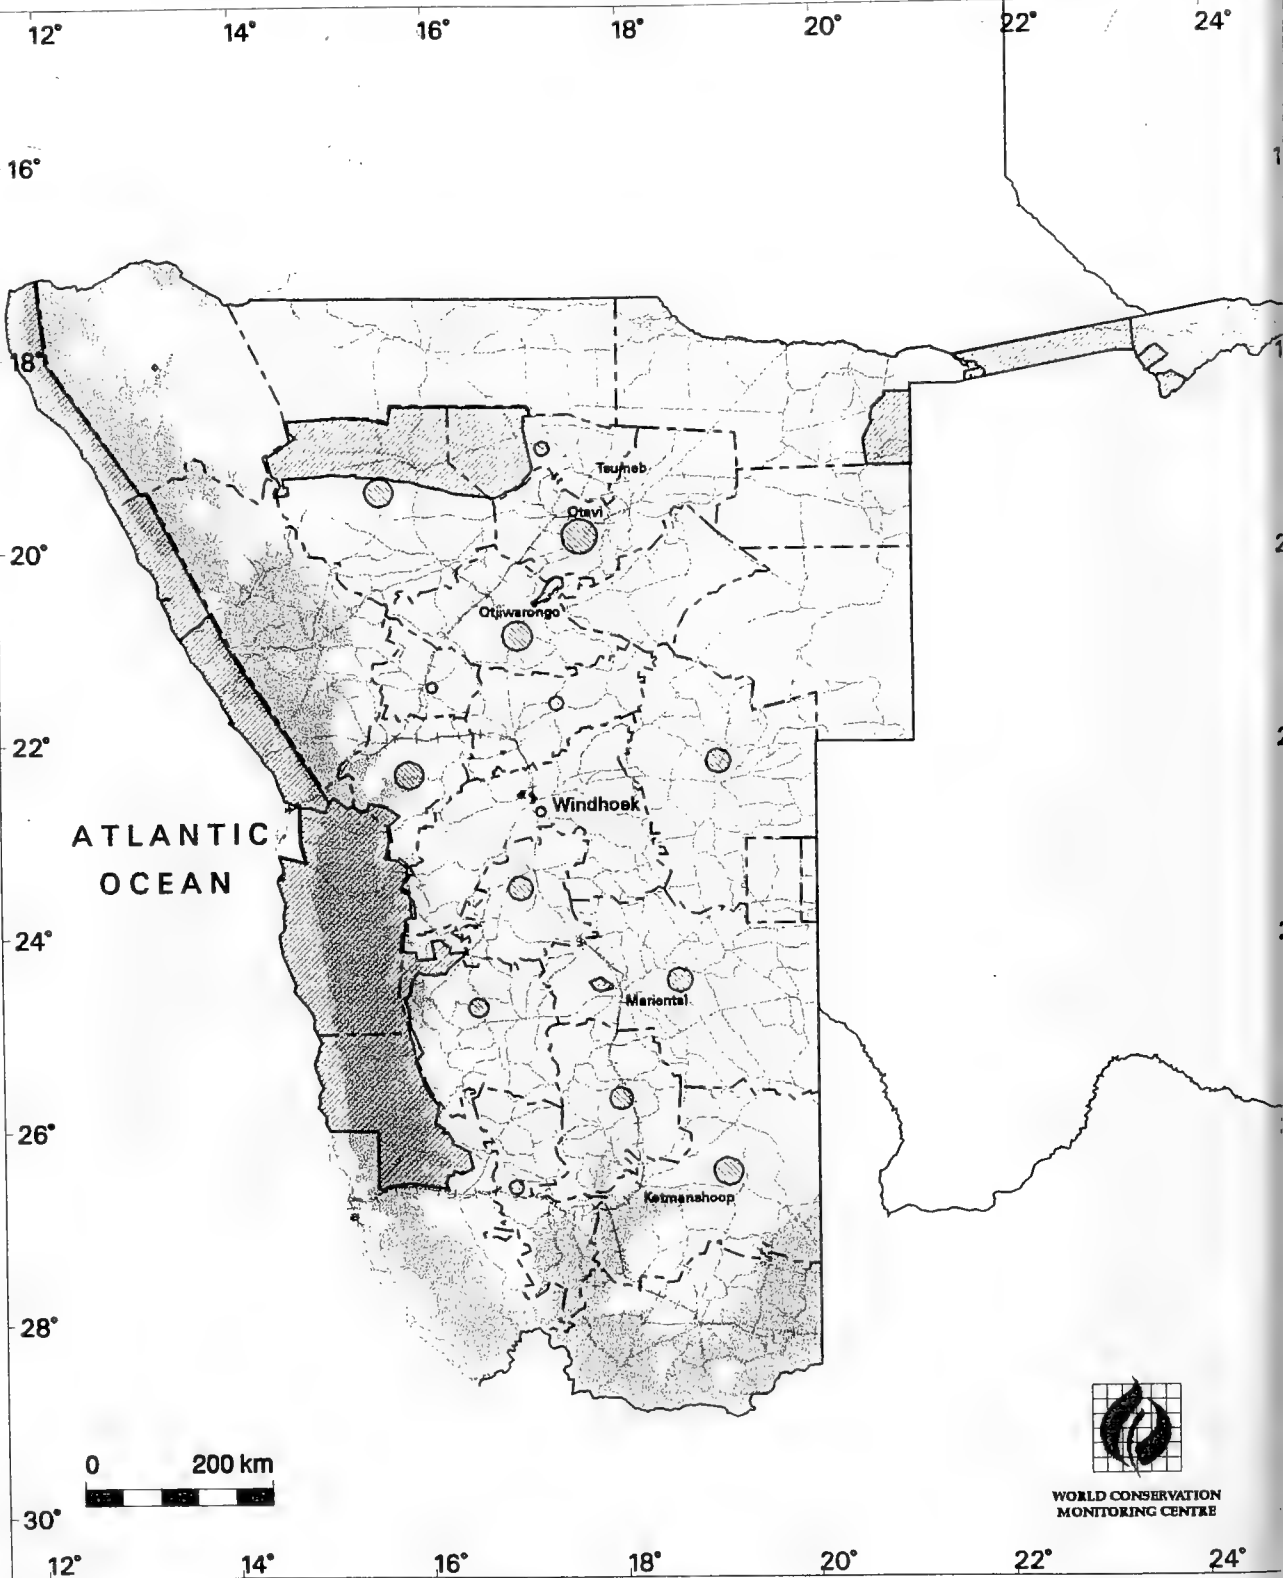 12° 14° 16° 18° 20° 22° 24°
16°
18°
Tsumeb
Otavi
20°
Otjiwarongo
22°
Windhoek
ATLANTIC
OCEAN
24°
Mariental
26°
Ketmanshoop
28°
0 200 km
WORLD CONSERVATION
MONITORING CENTRE
30°
12° 14° 16° 18° 20° 22° 24°